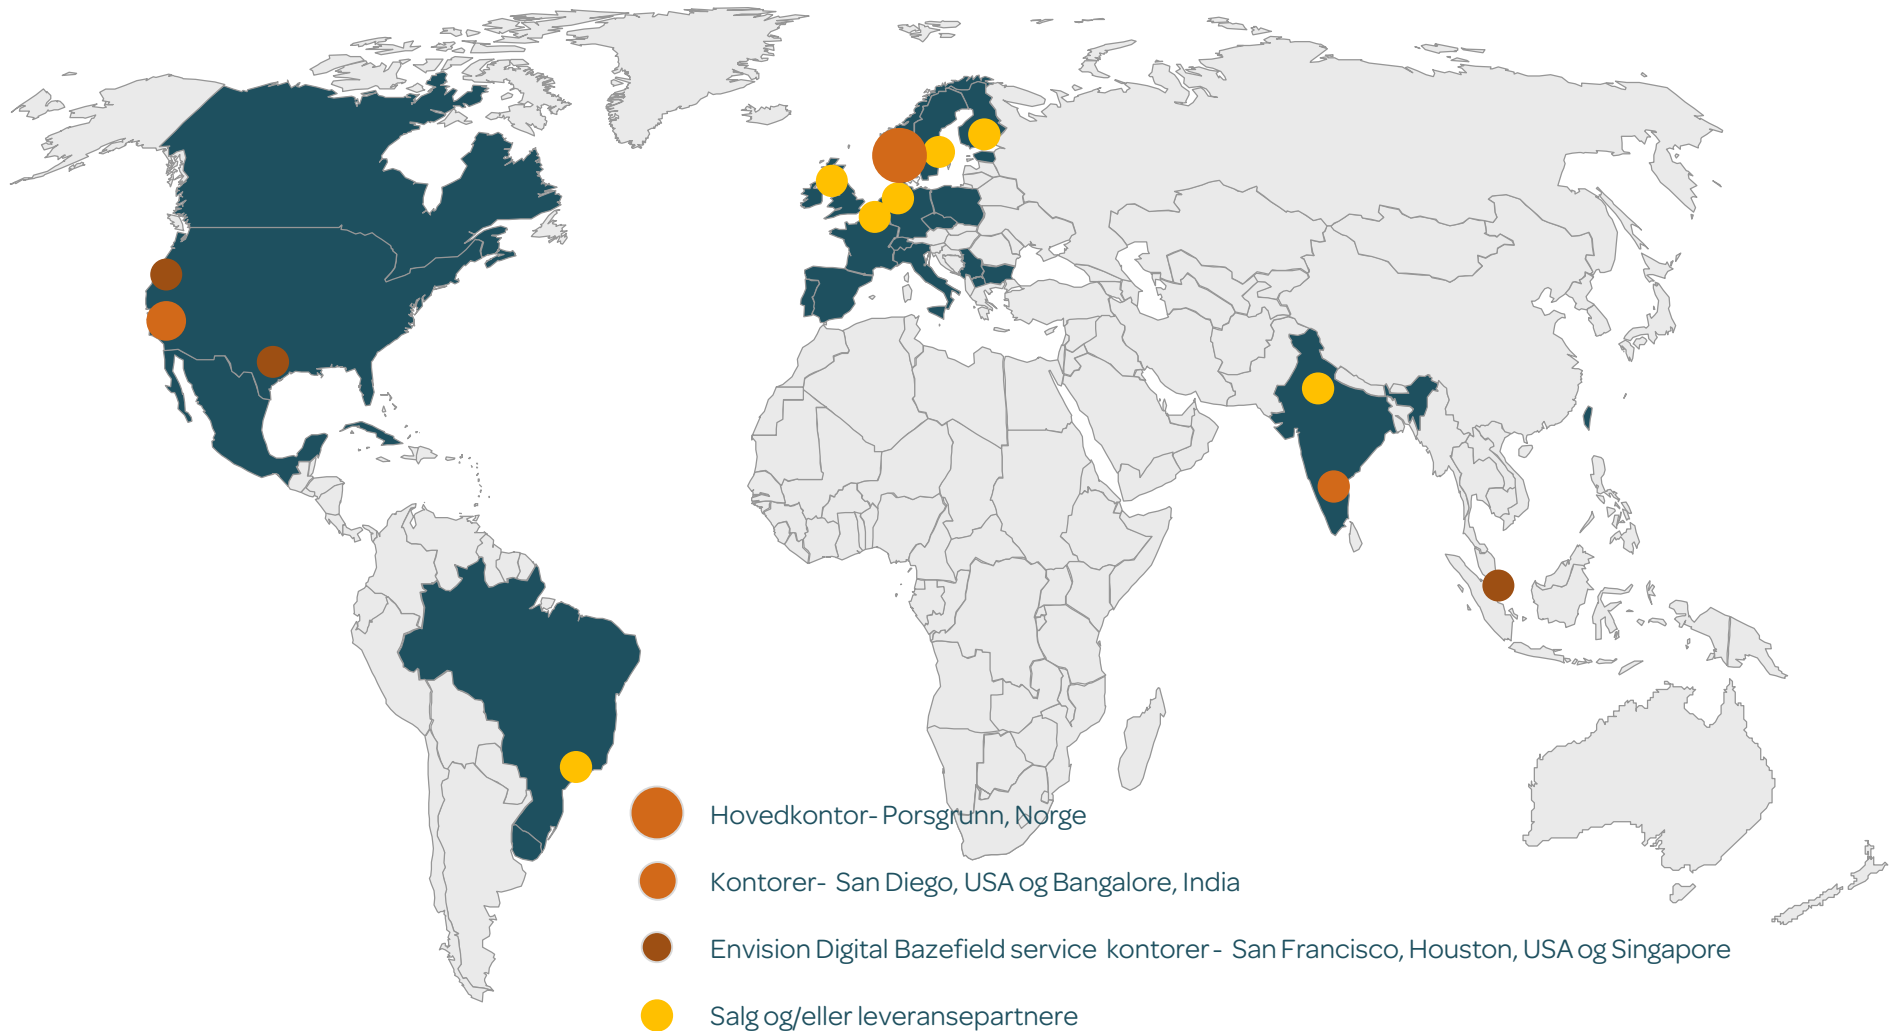 Hovedkontor- Porsgrunn, Norge
Kontorer- San Diego, USA og Bangalore, India
Envision Digital Bazefield service kontorer - San Francisco, Houston, USA og Singapore
Salg og/eller leveransepartnere